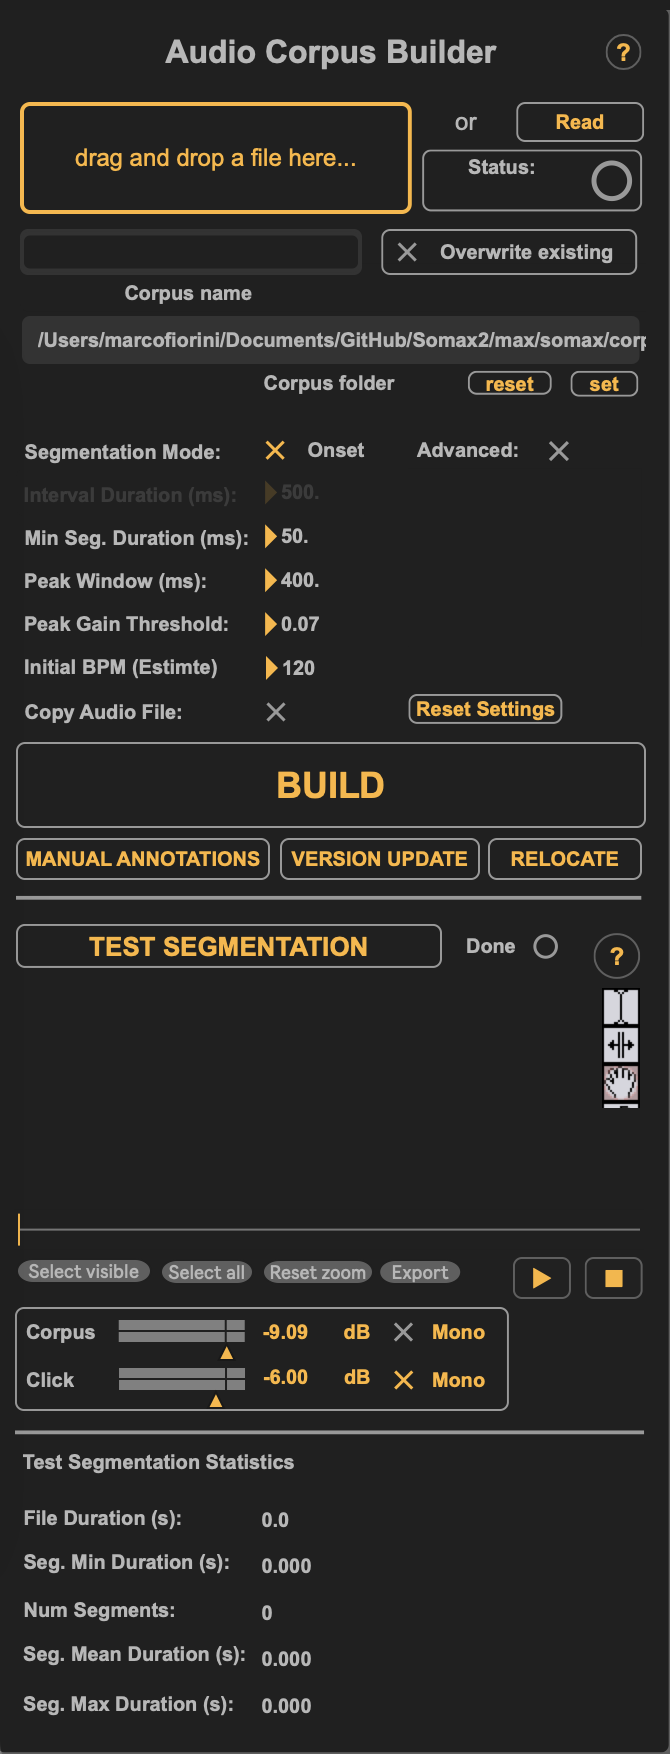 Audio Corpus Builder ?
drag and drop a file here...
or Read
Status:
Overwrite existing
Corpus name
/Users/marcofiorini/Documents/GitHub/Somax2/max/somax/corp
Corpus folder reset set
Segmentation Mode: Onset Advanced:
Interval Duration (ms): 500.
Min Seg. Duration (ms): 50.
Peak Window (ms): 400.
Peak Gain Threshold: 0.07
Initial BPM (Estimte) 120
Copy Audio File: Reset Settings
BUILD
MANUAL ANNOTATIONS VERSION UPDATE RELOCATE
TEST SEGMENTATION Done ?
Select visible Select all Reset zoom Export
Corpus -9.09 dB Mono
Click -6.00 dB Mono
Test Segmentation Statistics
File Duration (s): 0.0
Seg. Min Duration (s): 0.000
Num Segments: 0
Seg. Mean Duration (s): 0.000
Seg. Max Duration (s): 0.000